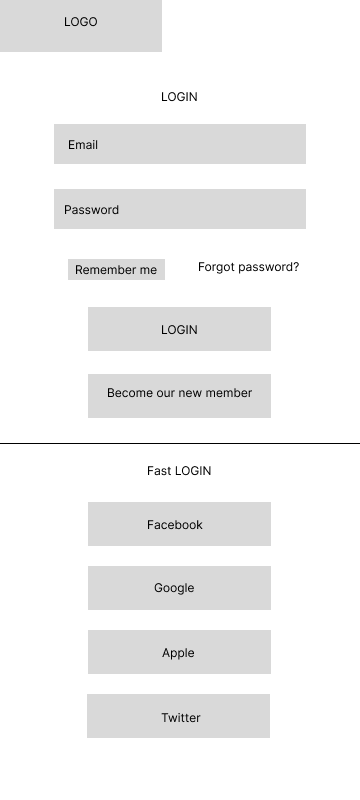 LOGO
LOGIN
Email
Password
Remember me
Forgot password?
LOGIN
Become our new member
Fast LOGIN
Facebook
Google
Apple
Twitter